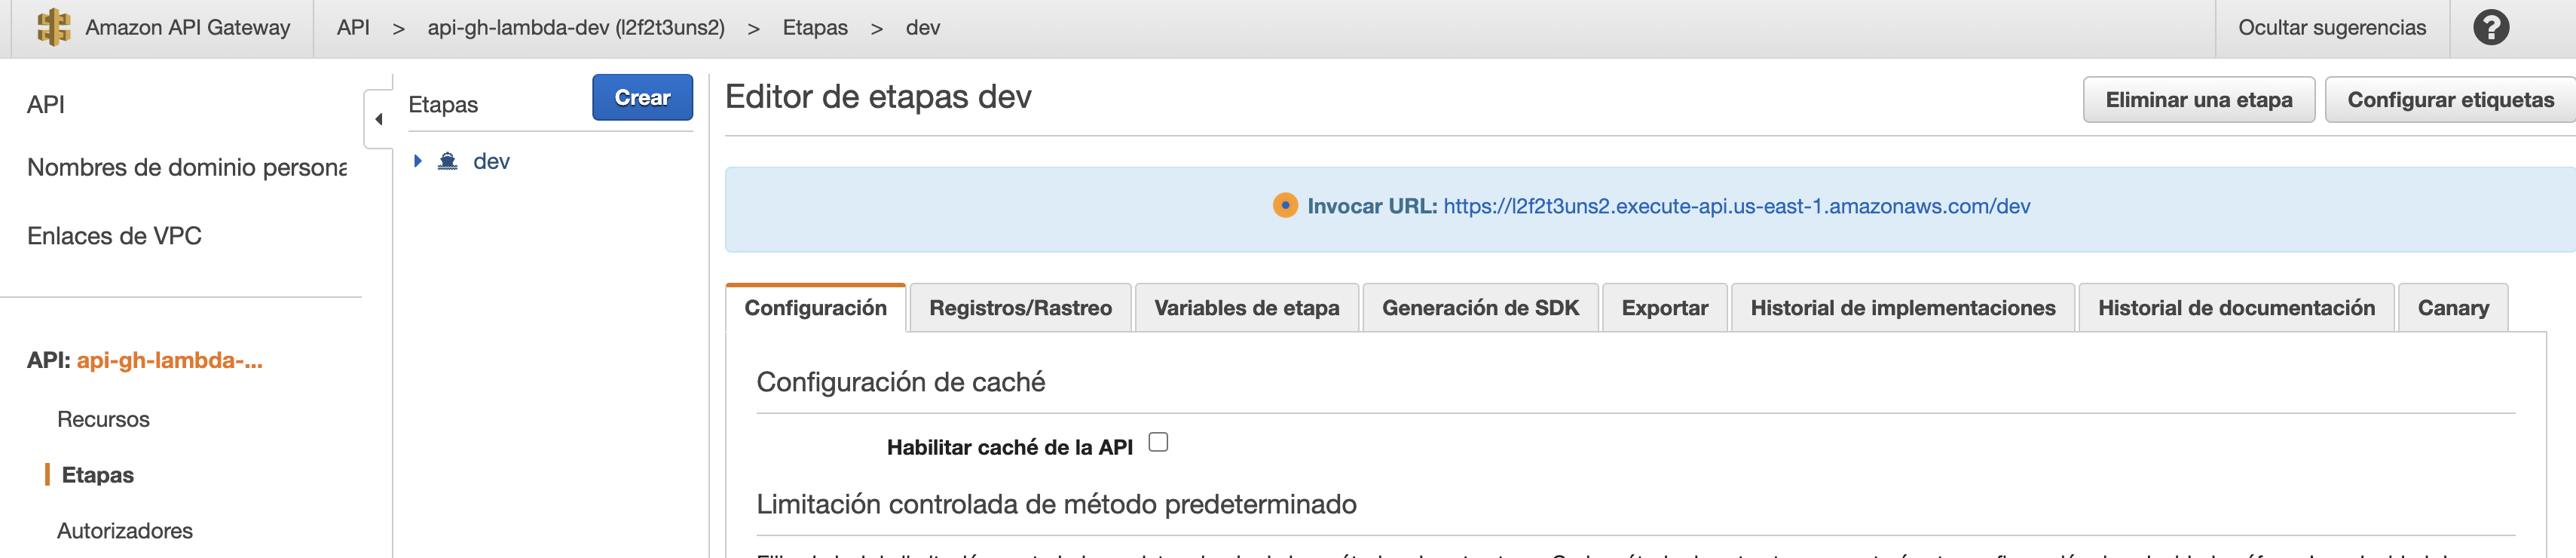 Amazon API Gateway
API > api-gh-lambda-dev (l2f2t3uns2) > Etapas > dev
Ocultar sugerencias
?
API
Nombres de dominio persona
Enlaces de VPC
API: api-gh-lambda-...
Recursos
Etapas
Autorizadores
Etapas
Crear
dev
Editor de etapas dev
Eliminar una etapa
Configurar etiquetas
Invocar URL: https://l2f2t3uns2.execute-api.us-east-1.amazonaws.com/dev
Configuración
Registros/Rastreo
Variables de etapa
Generación de SDK
Exportar
Historial de implementaciones
Historial de documentación
Canary
Configuración de caché
Habilitar caché de la API
Limitación controlada de método predeterminado